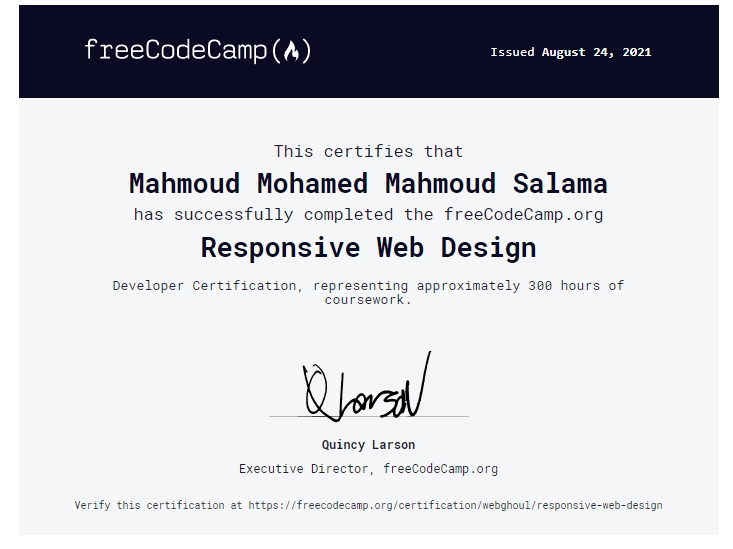 freeCodeCamp(🔥)
Issued August 24, 2021
This certifies that
Mahmoud Mohamed Mahmoud Salama
has successfully completed the freeCodeCamp.org
Responsive Web Design
Developer Certification, representing approximately 300 hours of
coursework.
Q Larson
Quincy Larson
Executive Director, freeCodeCamp.org
Verify this certification at https://freecodecamp.org/certification/webghoul/responsive-web-design